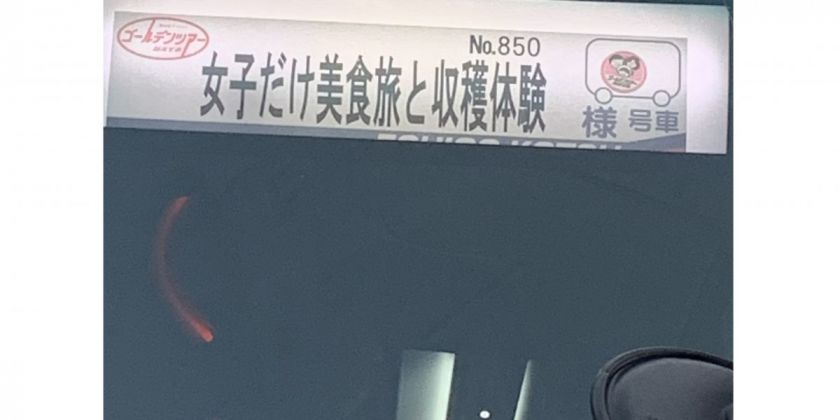 ゴールデンツアー
No.850
女子だけ美食旅と収穫体験
様 号車